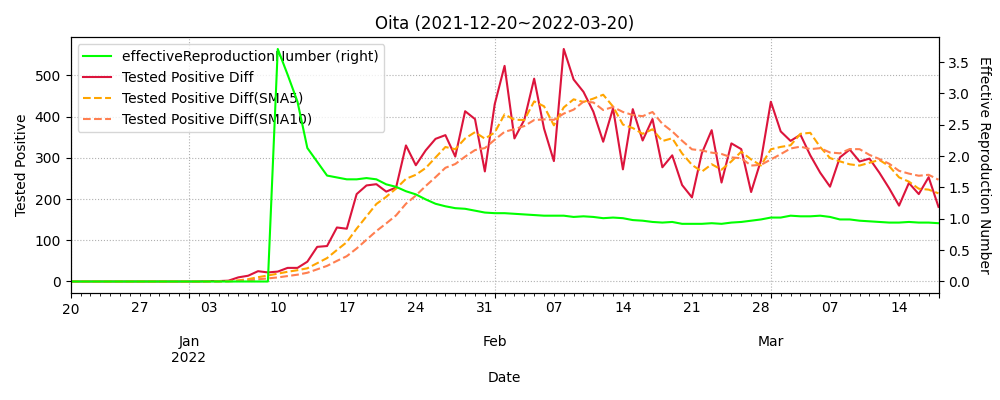 Oita (2021-12-20~2022-03-20)
effectiveReproductionNumber (right)
Tested Positive Diff
Tested Positive Diff(SMA5)
Tested Positive Diff(SMA10)
Tested Positive
500
400
300
200
100
0
3.5
3.0
2.5
2.0
1.5
1.0
0.5
0.0
Effective Reproduction Number
20 27 03 10 17 24 31 07 14 21 28 07 14
Jan Feb Mar
2022
Date